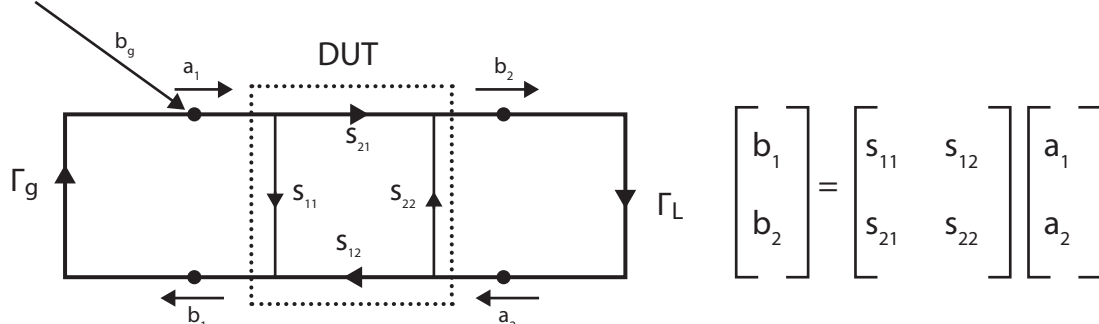 b_g
a_1
DUT
b_2
s_21
Γg
s_11
s_22
Γ_L
s_12
b_1
a_2
[b_1; b_2] = [s_11 s_12; s_21 s_22] [a_1; a_2]